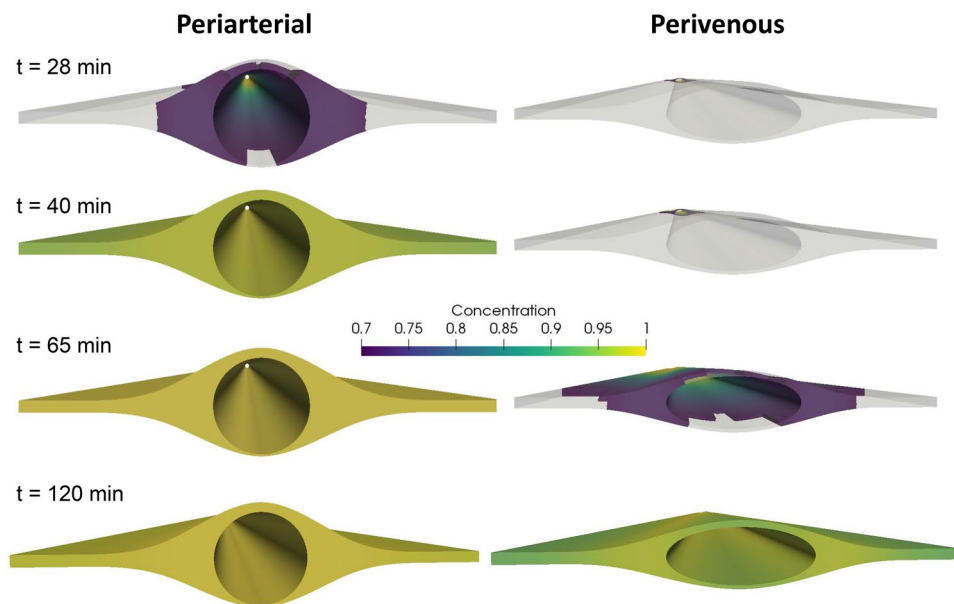 Periarterial Perivenous
t = 28 min
t = 40 min
Concentration
0.7 0.75 0.8 0.85 0.9 0.95 1
t = 65 min
t = 120 min